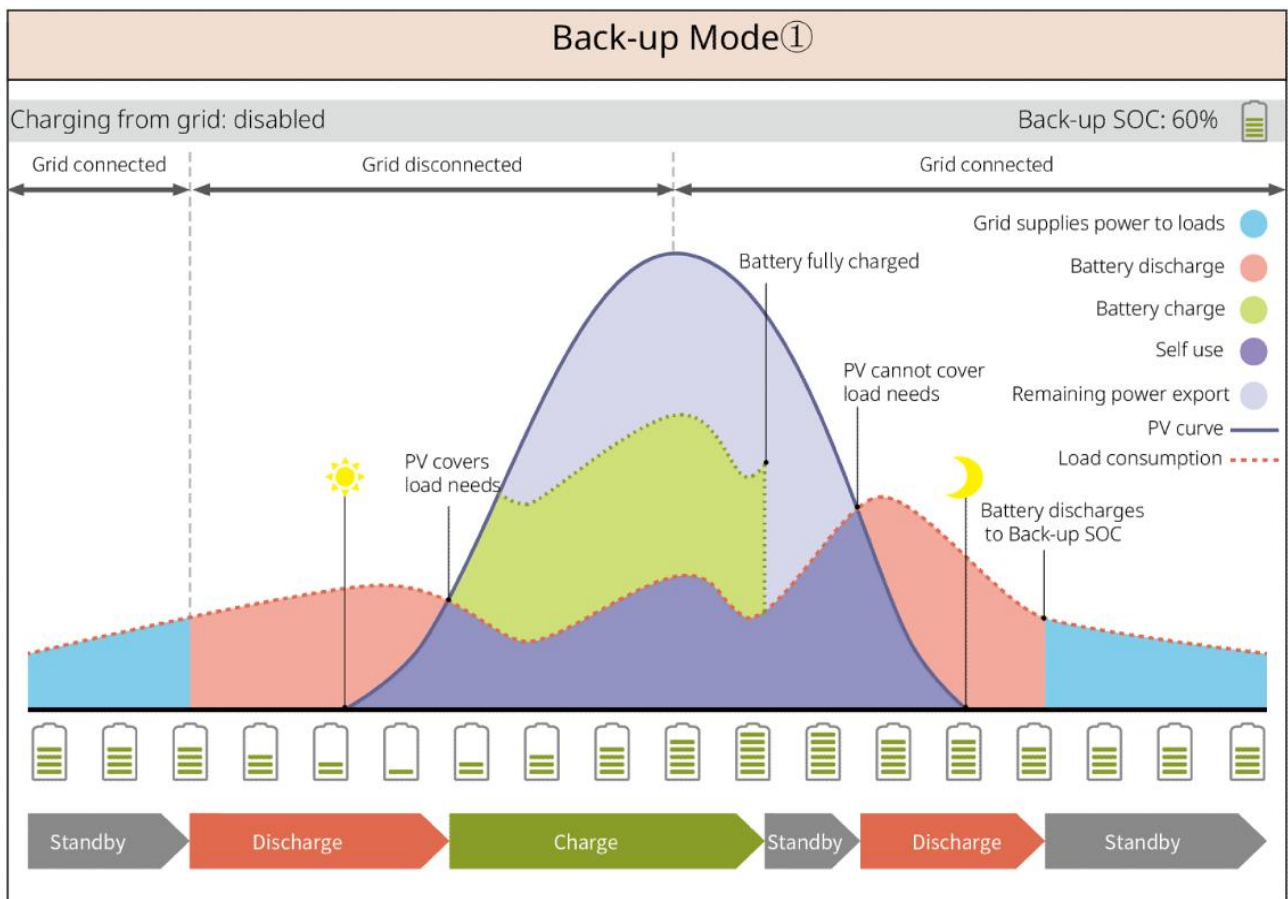 Back-up Mode①
Charging from grid: disabled
Back-up SOC: 60%
Grid connected
Grid disconnected
Grid connected
Grid supplies power to loads
Battery discharge
Battery charge
Self use
Remaining power export
PV curve
Load consumption
Battery fully charged
PV cannot cover
load needs
PV covers
load needs
Battery discharges
to Back-up SOC
Standby
Discharge
Charge
Standby
Discharge
Standby